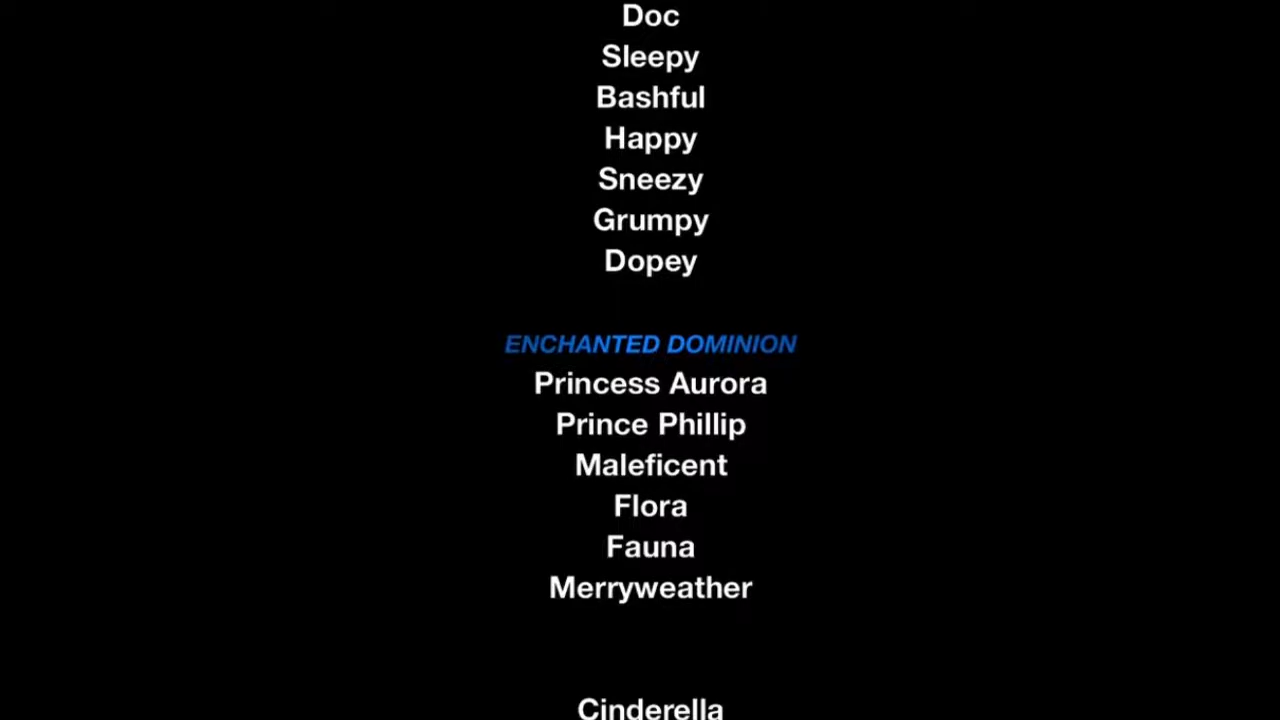 Doc
Sleepy
Bashful
Happy
Sneezy
Grumpy
Dopey
ENCHANTED DOMINION
Princess Aurora
Prince Phillip
Maleficent
Flora
Fauna
Merryweather
Cinderella